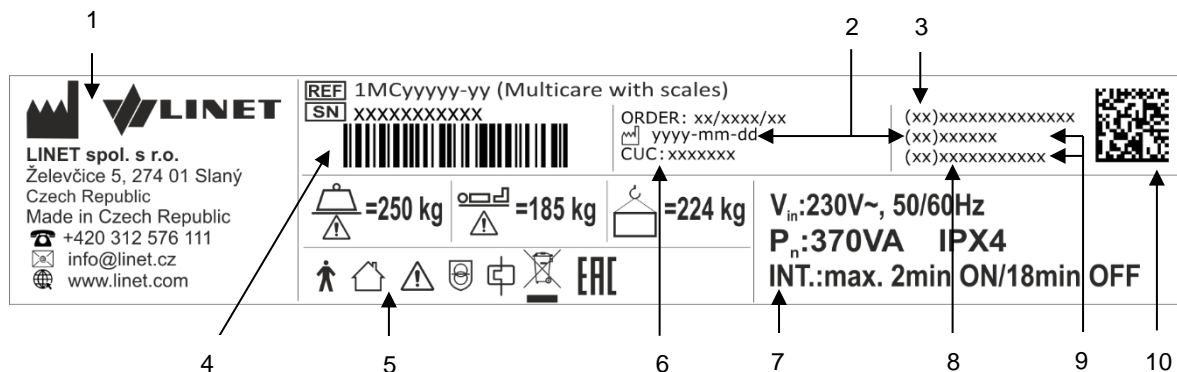 1
2
3
LINET
LINET spol. s r.o.
Želevčice 5, 274 01 Slaný
Czech Republic
Made in Czech Republic
+420 312 576 111
info@linet.cz
www.linet.com
REF 1MCyyyyy-yy (Multicare with scales)
SN xxxxxxxxxxx
ORDER: xx/xxxx/xx
yyyy-mm-dd
CUC:xxxxxxx
(xx)xxxxxxxxxxxxxx
(xx)xxxxxx
(xx)xxxxxxxxxxx
=250 kg
=185 kg
=224 kg
EAC
Vin:230V~, 50/60Hz
Pn:370VA IPX4
INT.:max. 2min ON/18min OFF
4
5
6
7
8
9
10